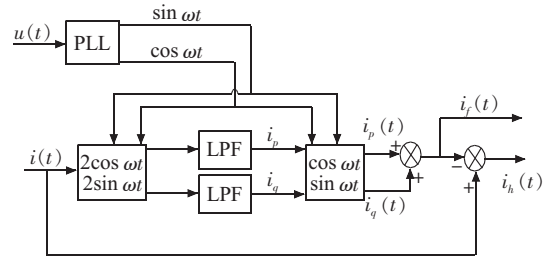 sin ωt
u(t)
PLL
cos ωt
i_f(t)
i(t)
2cos ωt
2sin ωt
LPF
i_p
LPF
i_q
cos ωt
sin ωt
i_p(t)
+
+
i_q(t)
−
+
i_h(t)